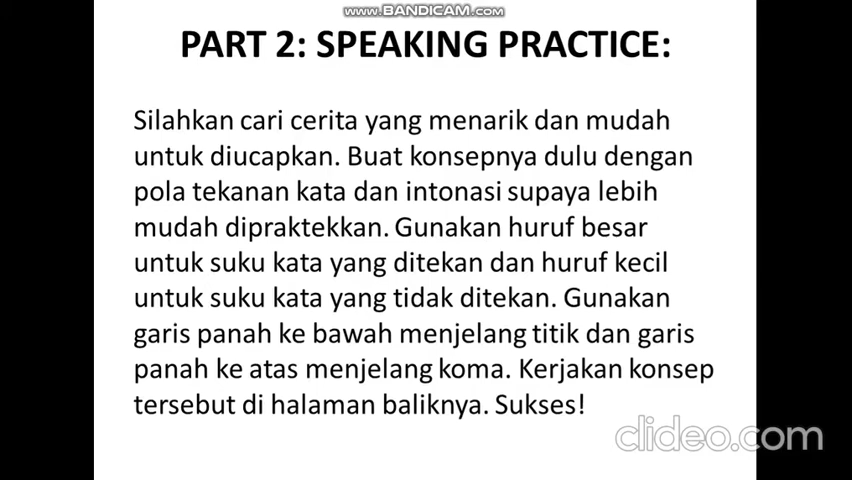 WWW.BANDICAM.COM
PART 2: SPEAKING PRACTICE:
Silahkan cari cerita yang menarik dan mudah
untuk diucapkan. Buat konsepnya dulu dengan
pola tekanan kata dan intonasi supaya lebih
mudah dipraktekkan. Gunakan huruf besar
untuk suku kata yang ditekan dan huruf kecil
untuk suku kata yang tidak ditekan. Gunakan
garis panah ke bawah menjelang titik dan garis
panah ke atas menjelang koma. Kerjakan konsep
tersebut di halaman baliknya. Sukses!
clideo.com